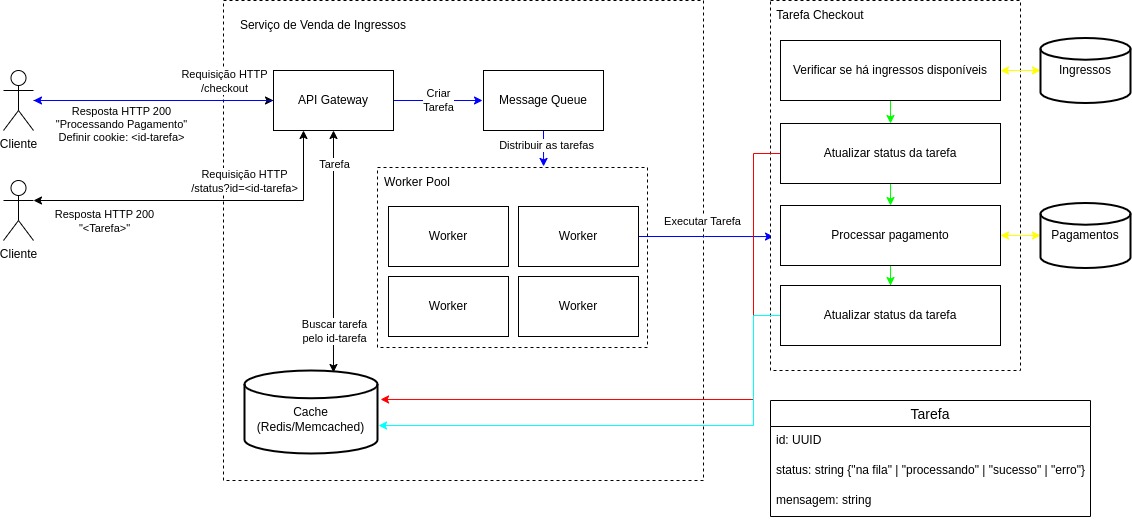 Serviço de Venda de Ingressos
Tarefa Checkout
Requisição HTTP
/checkout
Cliente
Resposta HTTP 200
"Processando Pagamento"
Definir cookie: <id-tarefa>
API Gateway
Criar
Tarefa
Message Queue
Distribuir as tarefas
Verificar se há ingressos disponíveis
Ingressos
Atualizar status da tarefa
Requisição HTTP
/status?id=<id-tarefa>
Cliente
Resposta HTTP 200
"<Tarefa>"
Tarefa
Worker Pool
Worker
Worker
Worker
Worker
Executar Tarefa
Processar pagamento
Pagamentos
Atualizar status da tarefa
Buscar tarefa
pelo id-tarefa
Cache
(Redis/Memcached)
Tarefa
id: UUID
status: string {"na fila" | "processando" | "sucesso" | "erro"}
mensagem: string